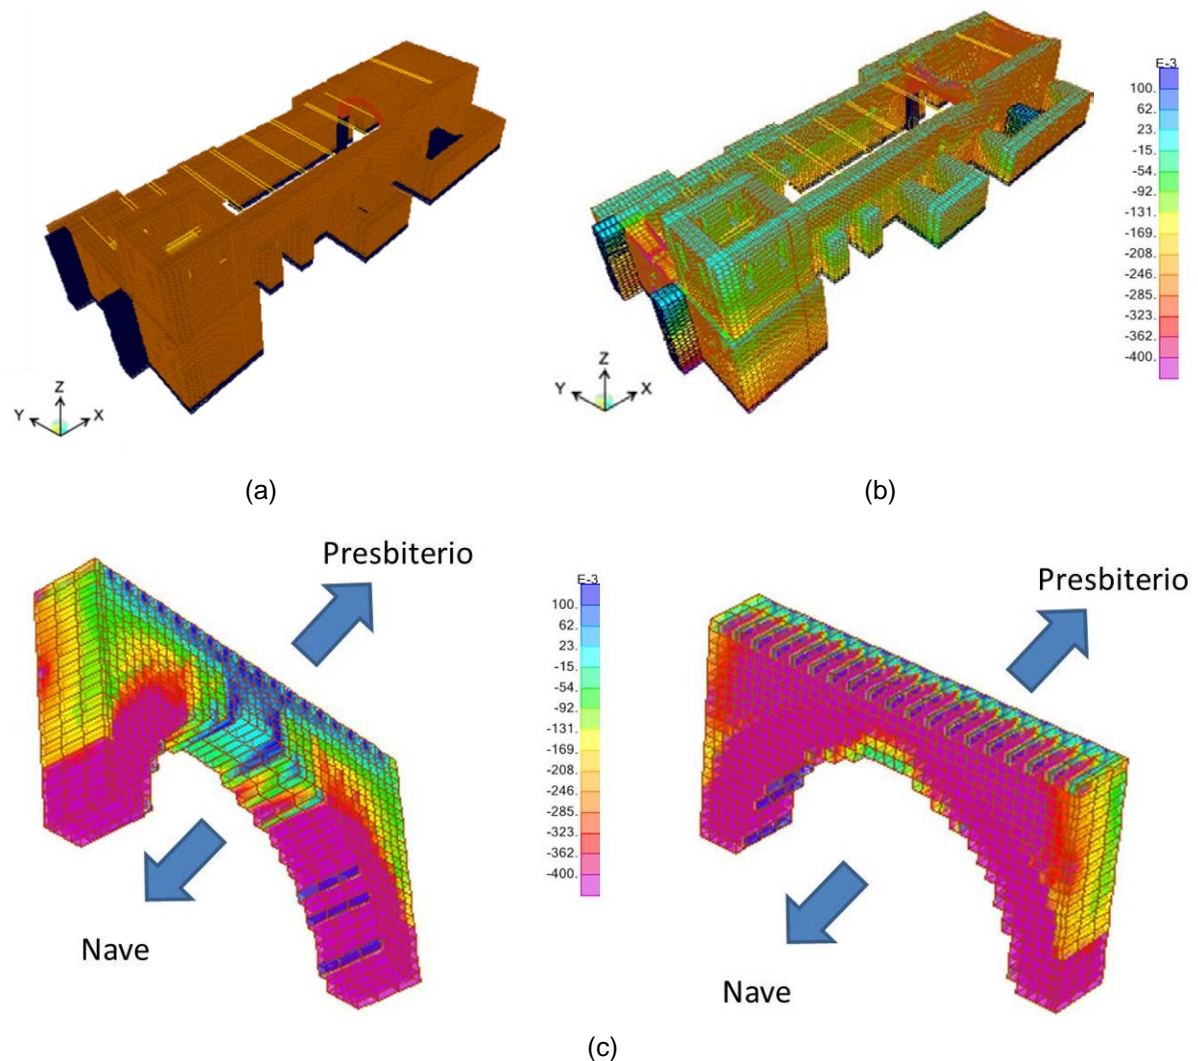 E-3
100.
62.
23.
-15.
-54.
-92.
-131.
-169.
-208.
-246.
-285.
-323.
-362.
-400.
Z
Y
X
Z
Y
X
(a)
(b)
Presbiterio
Nave
E-3
100.
62.
23.
-15.
-54.
-92.
-131.
-169.
-208.
-246.
-285.
-323.
-362.
-400.
Presbiterio
Nave
(c)